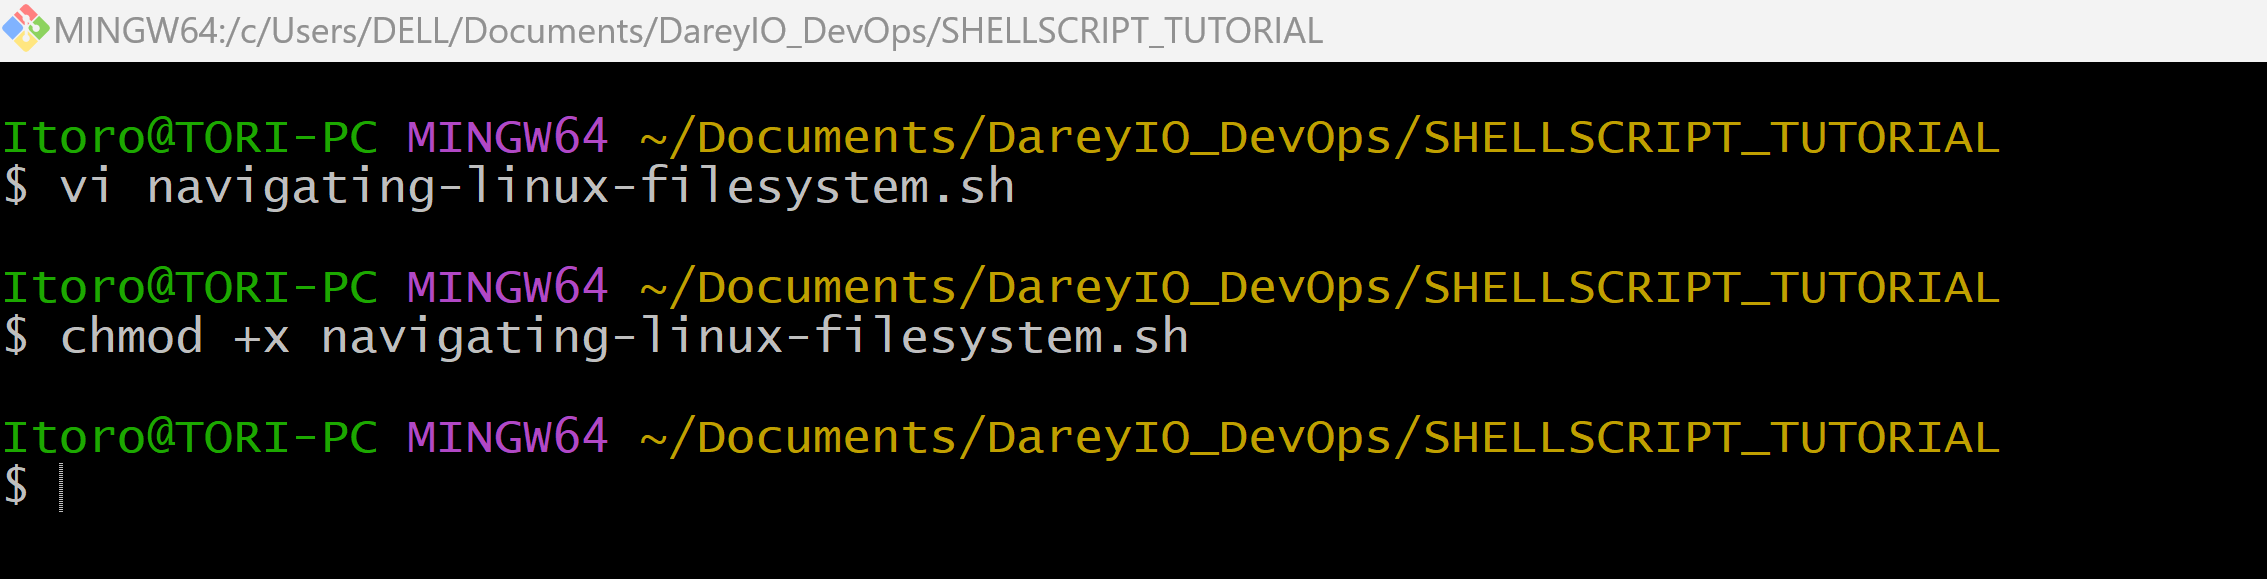 MINGW64:/c/Users/DELL/Documents/DareyIO_DevOps/SHELLSCRIPT_TUTORIAL
Itoro@TORI-PC MINGW64 ~/Documents/DareyIO_DevOps/SHELLSCRIPT_TUTORIAL
$ vi navigating-linux-filesystem.sh
Itoro@TORI-PC MINGW64 ~/Documents/DareyIO_DevOps/SHELLSCRIPT_TUTORIAL
$ chmod +x navigating-linux-filesystem.sh
Itoro@TORI-PC MINGW64 ~/Documents/DareyIO_DevOps/SHELLSCRIPT_TUTORIAL
$